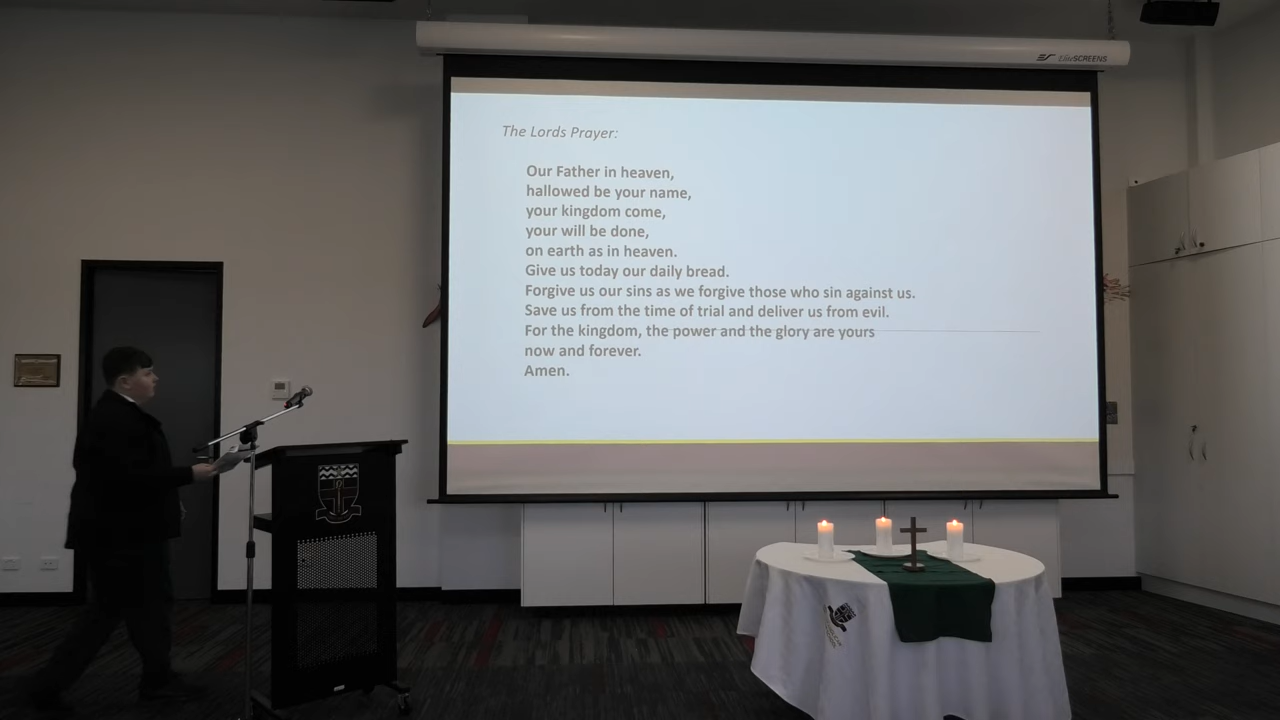 EliteSCREENS
The Lords Prayer:
Our Father in heaven,
hallowed be your name,
your kingdom come,
your will be done,
on earth as in heaven.
Give us today our daily bread.
Forgive us our sins as we forgive those who sin against us.
Save us from the time of trial and deliver us from evil.
For the kingdom, the power and the glory are yours
now and forever.
Amen.